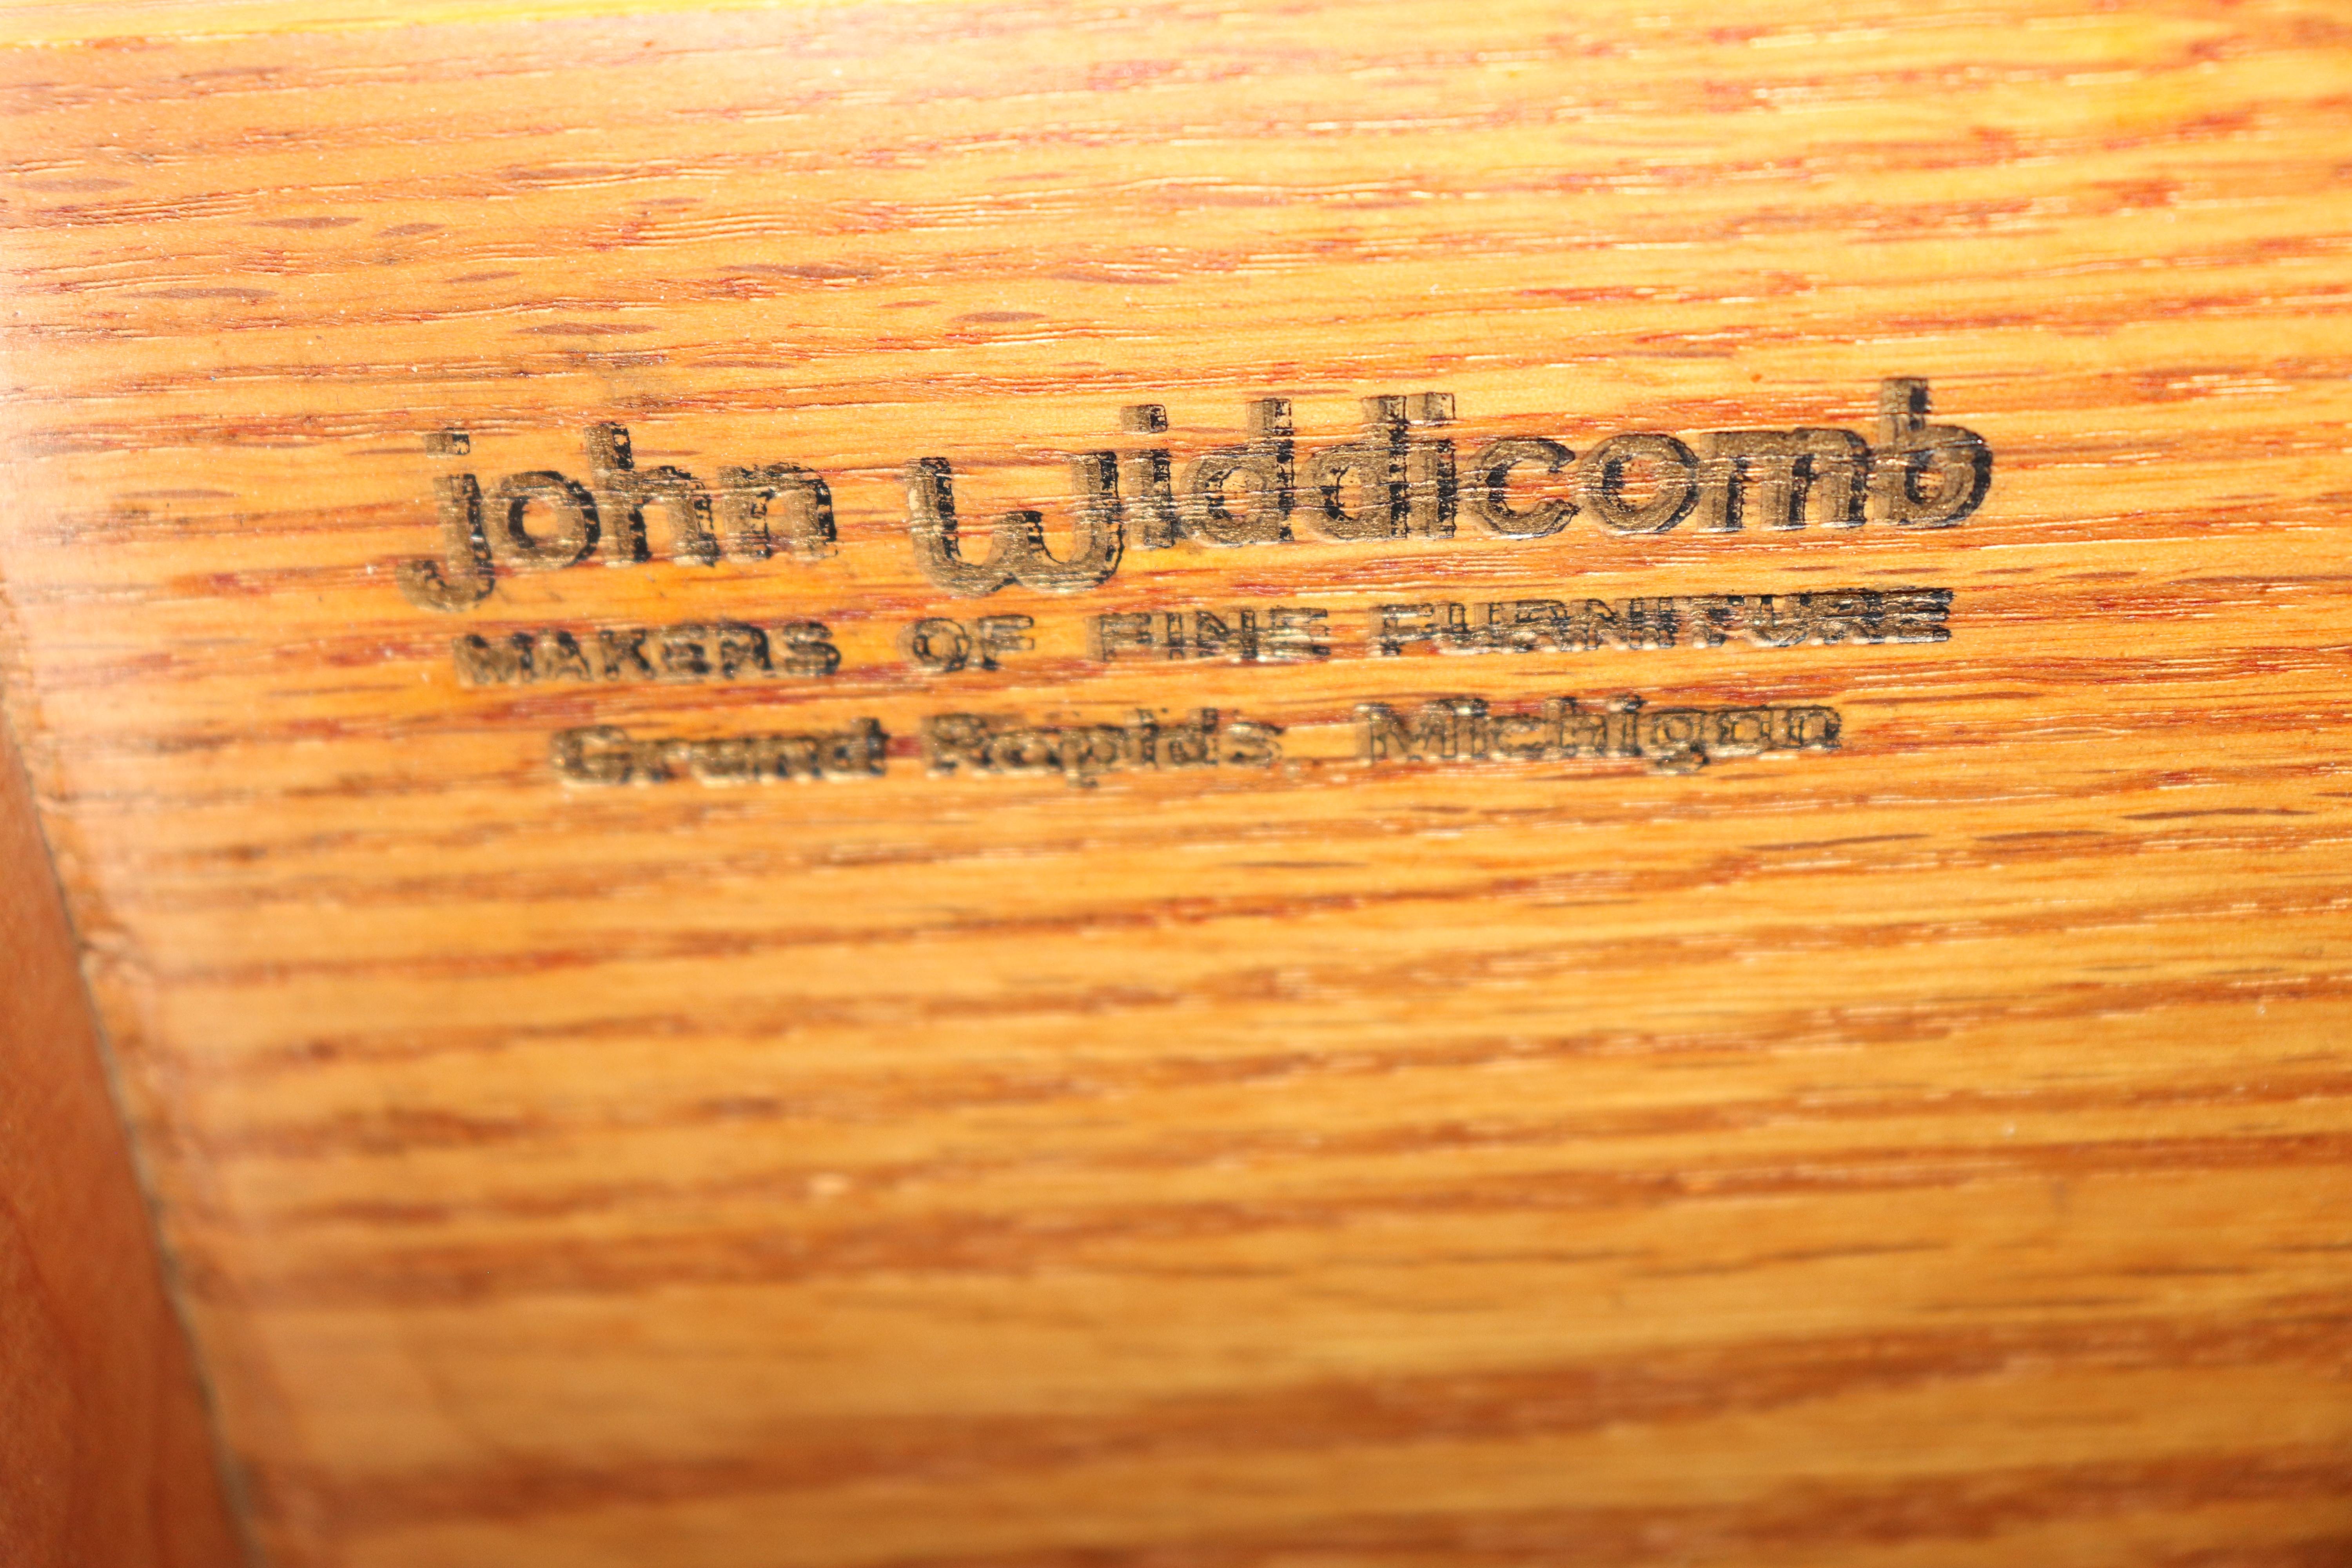 john Widdicomb
MAKERS OF FINE FURNITURE
Grand Rapids Michigan